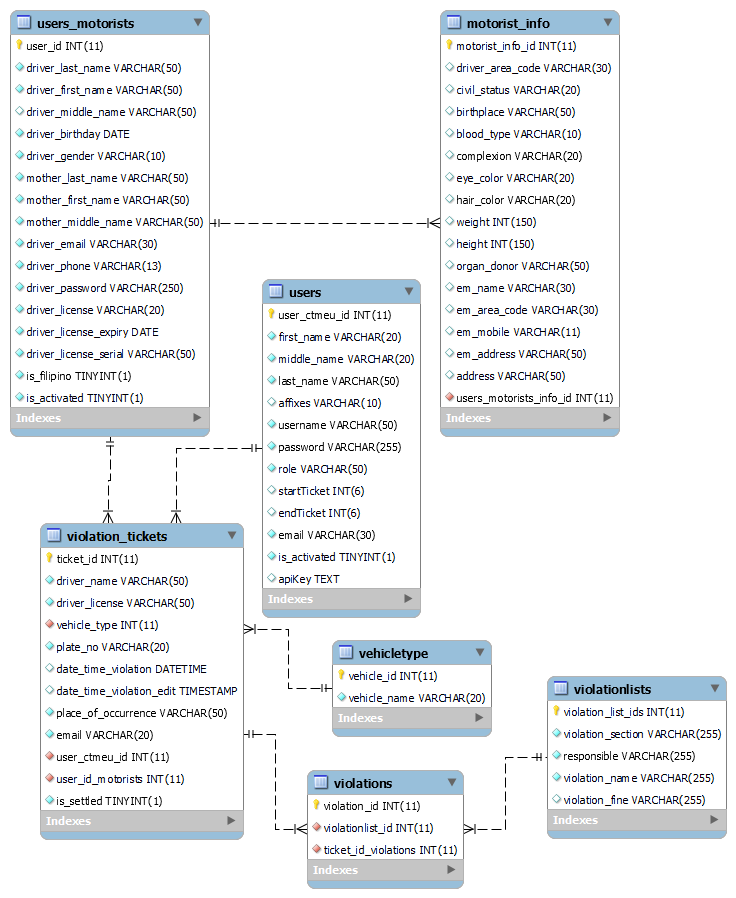 users_motorists
user_id INT(11)
driver_last_name VARCHAR(50)
driver_first_name VARCHAR(50)
driver_middle_name VARCHAR(50)
driver_birthday DATE
driver_gender VARCHAR(10)
mother_last_name VARCHAR(50)
mother_first_name VARCHAR(50)
mother_middle_name VARCHAR(50)
driver_email VARCHAR(30)
driver_phone VARCHAR(13)
driver_password VARCHAR(250)
driver_license VARCHAR(20)
driver_license_expiry DATE
driver_license_serial VARCHAR(50)
is_filipino TINYINT(1)
is_activated TINYINT(1)
Indexes
motorist_info
motorist_info_id INT(11)
driver_area_code VARCHAR(30)
civil_status VARCHAR(20)
birthplace VARCHAR(50)
blood_type VARCHAR(10)
complexion VARCHAR(20)
eye_color VARCHAR(20)
hair_color VARCHAR(20)
weight INT(150)
height INT(150)
organ_donor VARCHAR(50)
em_name VARCHAR(30)
em_area_code VARCHAR(30)
em_mobile VARCHAR(11)
em_address VARCHAR(50)
address VARCHAR(50)
users_motorists_info_id INT(11)
Indexes
users
user_ctmeu_id INT(11)
first_name VARCHAR(20)
middle_name VARCHAR(20)
last_name VARCHAR(50)
affixes VARCHAR(10)
username VARCHAR(50)
password VARCHAR(255)
role VARCHAR(50)
startTicket INT(6)
endTicket INT(6)
email VARCHAR(30)
is_activated TINYINT(1)
apiKey TEXT
Indexes
violation_tickets
ticket_id INT(11)
driver_name VARCHAR(50)
driver_license VARCHAR(50)
vehicle_type INT(11)
plate_no VARCHAR(20)
date_time_violation DATETIME
date_time_violation_edit TIMESTAMP
place_of_occurrence VARCHAR(50)
email VARCHAR(20)
user_ctmeu_id INT(11)
user_id_motorists INT(11)
is_settled TINYINT(1)
Indexes
vehicletype
vehicle_id INT(11)
vehicle_name VARCHAR(20)
Indexes
violationlists
violation_list_ids INT(11)
violation_section VARCHAR(255)
responsible VARCHAR(255)
violation_name VARCHAR(255)
violation_fine VARCHAR(255)
Indexes
violations
violation_id INT(11)
violationlist_id INT(11)
ticket_id_violations INT(11)
Indexes